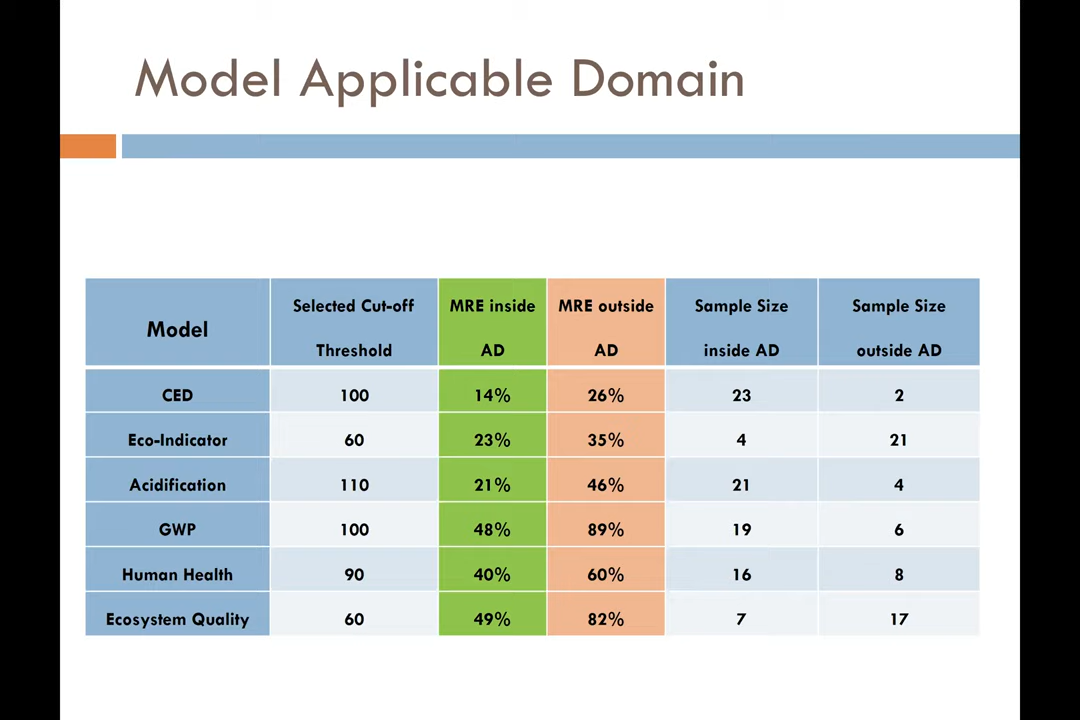 Model Applicable Domain
Model Selected Cut-off Threshold MRE inside AD MRE outside AD Sample Size inside AD Sample Size outside AD
CED 100 14% 26% 23 2
Eco-Indicator 60 23% 35% 4 21
Acidification 110 21% 46% 21 4
GWP 100 48% 89% 19 6
Human Health 90 40% 60% 16 8
Ecosystem Quality 60 49% 82% 7 17